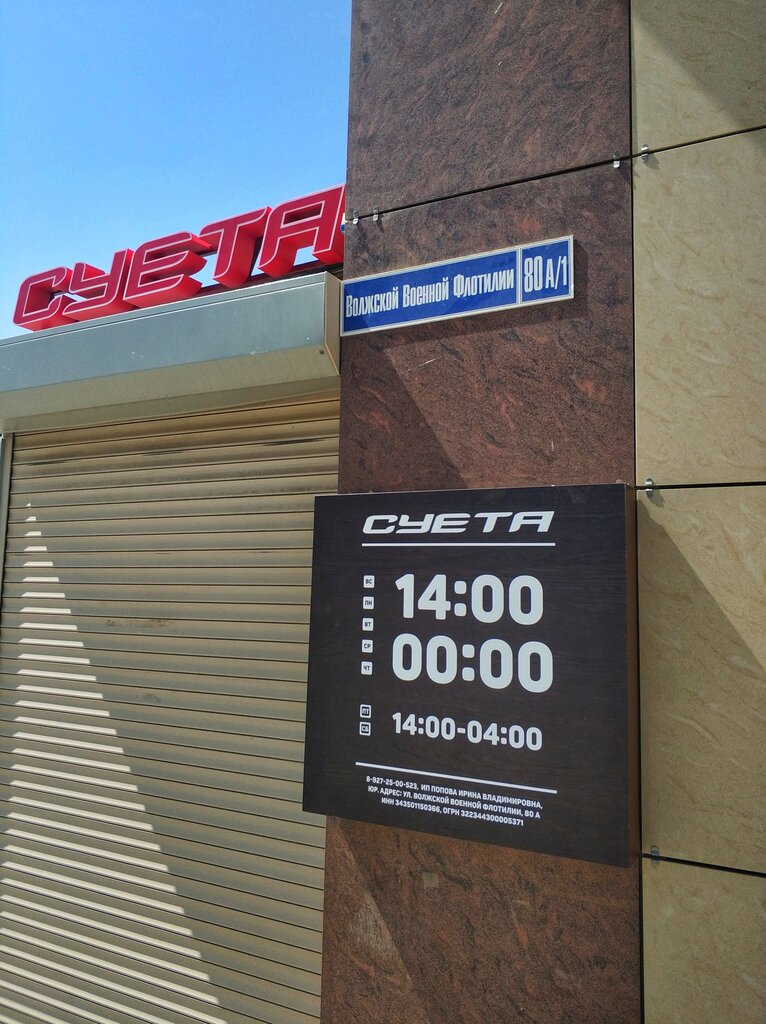 СУЕТА
Волжской Военной Флотилии 80 А/1
СУЕТА
ВС
ПН
ВТ
СР
ЧТ
14:00
00:00
ПТ
СБ
14:00-04:00
8-927-25-00-523, ИП ПОПОВА ИРИНА ВЛАДИМИРОВНА,
ЮР. АДРЕС: УЛ. ВОЛЖСКОЙ ВОЕННОЙ ФЛОТИЛИИ, 80 А
ИНН 343501150366, ОГРН 322344300005371